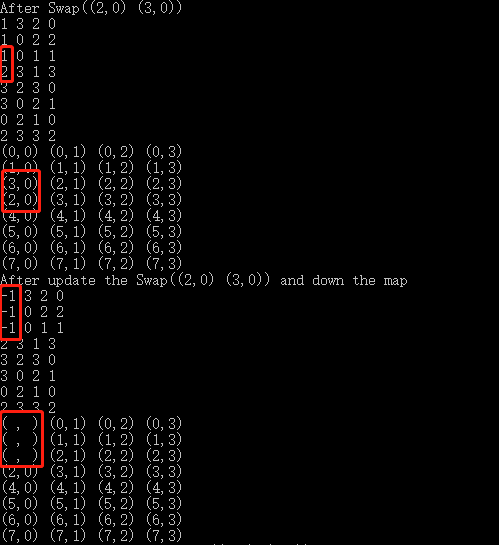 After Swap((2,0) (3,0))
1 3 2 0
1 0 2 2
1 0 1 1
2 3 1 3
3 2 3 0
3 0 2 1
0 2 1 0
2 3 3 2
(0,0) (0,1) (0,2) (0,3)
(1,0) (1,1) (1,2) (1,3)
(3,0) (2,1) (2,2) (2,3)
(2,0) (3,1) (3,2) (3,3)
(4,0) (4,1) (4,2) (4,3)
(5,0) (5,1) (5,2) (5,3)
(6,0) (6,1) (6,2) (6,3)
(7,0) (7,1) (7,2) (7,3)
After update the Swap((2,0) (3,0)) and down the map
-1 3 2 0
-1 0 2 2
-1 0 1 1
2 3 1 3
3 2 3 0
3 0 2 1
0 2 1 0
2 3 3 2
( , ) (0,1) (0,2) (0,3)
( , ) (1,1) (1,2) (1,3)
( , ) (2,1) (2,2) (2,3)
(2,0) (3,1) (3,2) (3,3)
(4,0) (4,1) (4,2) (4,3)
(5,0) (5,1) (5,2) (5,3)
(6,0) (6,1) (6,2) (6,3)
(7,0) (7,1) (7,2) (7,3)